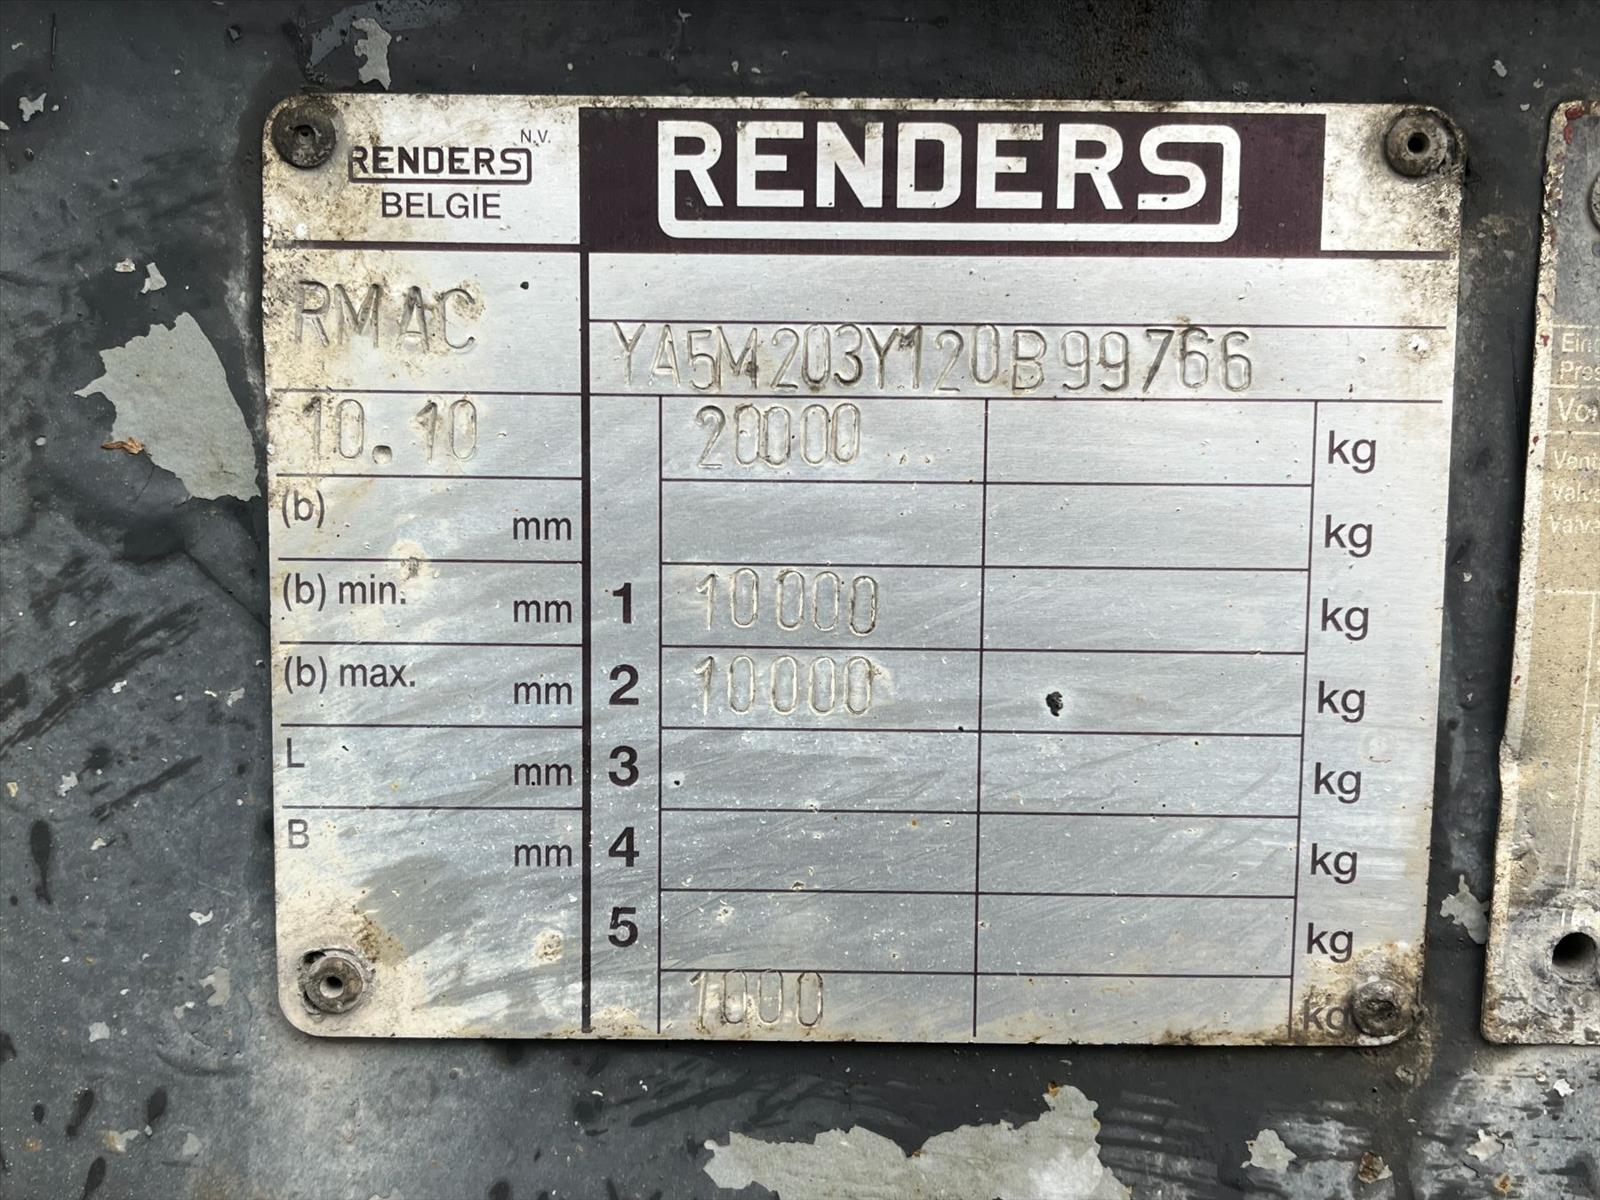 N.V.
RENDERS
BELGIE
RENDERS
RMAC
YA5M203Y120B99766
10.10
20000
kg
(b)
mm
kg
(b) min.
mm
1
10000
kg
(b) max.
mm
2
10000
kg
L
mm
3
kg
B
mm
4
kg
5
kg
1000
kg